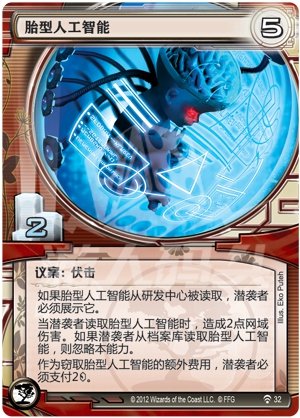 胎型人工智能
5
2
议案：伏击
如果胎型人工智能从研发中心被读取，潜袭者
必须展示它。
当潜袭者读取胎型人工智能时，造成2点网域
伤害。如果潜袭者从档案库读取胎型人工智
能，则忽略本能力。
作为窃取胎型人工智能的额外费用，潜袭者必
须支付2
Illus. Eko Puteh
©2012 Wizards of the Coast LLC. © FFG
32